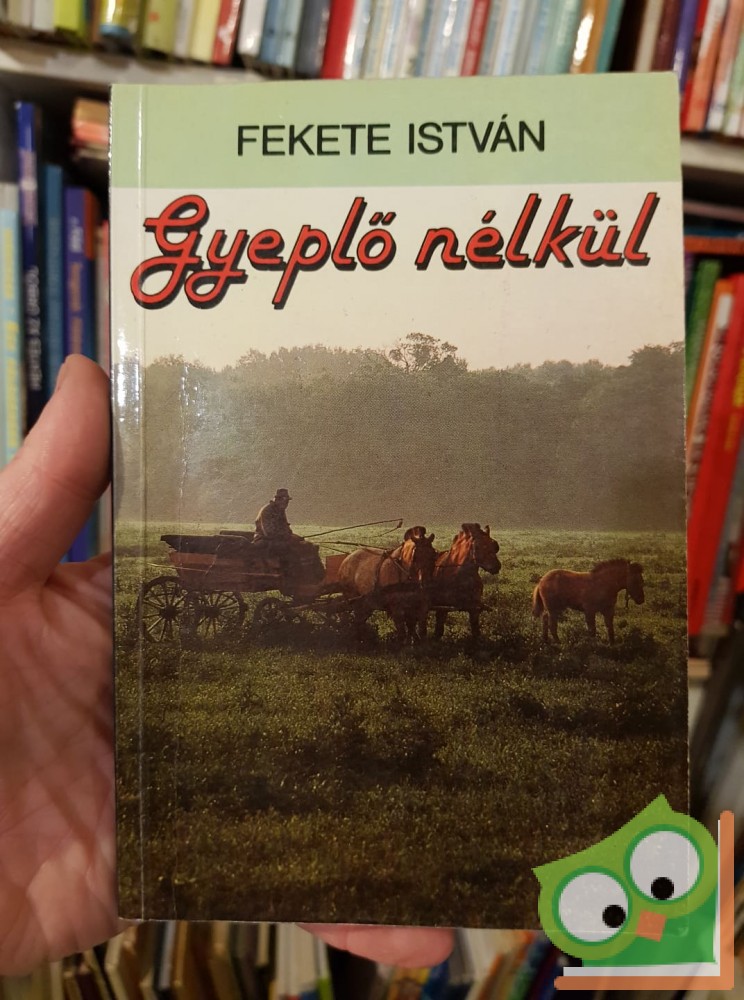 FEKETE ISTVÁN
Gyeplő nélkül